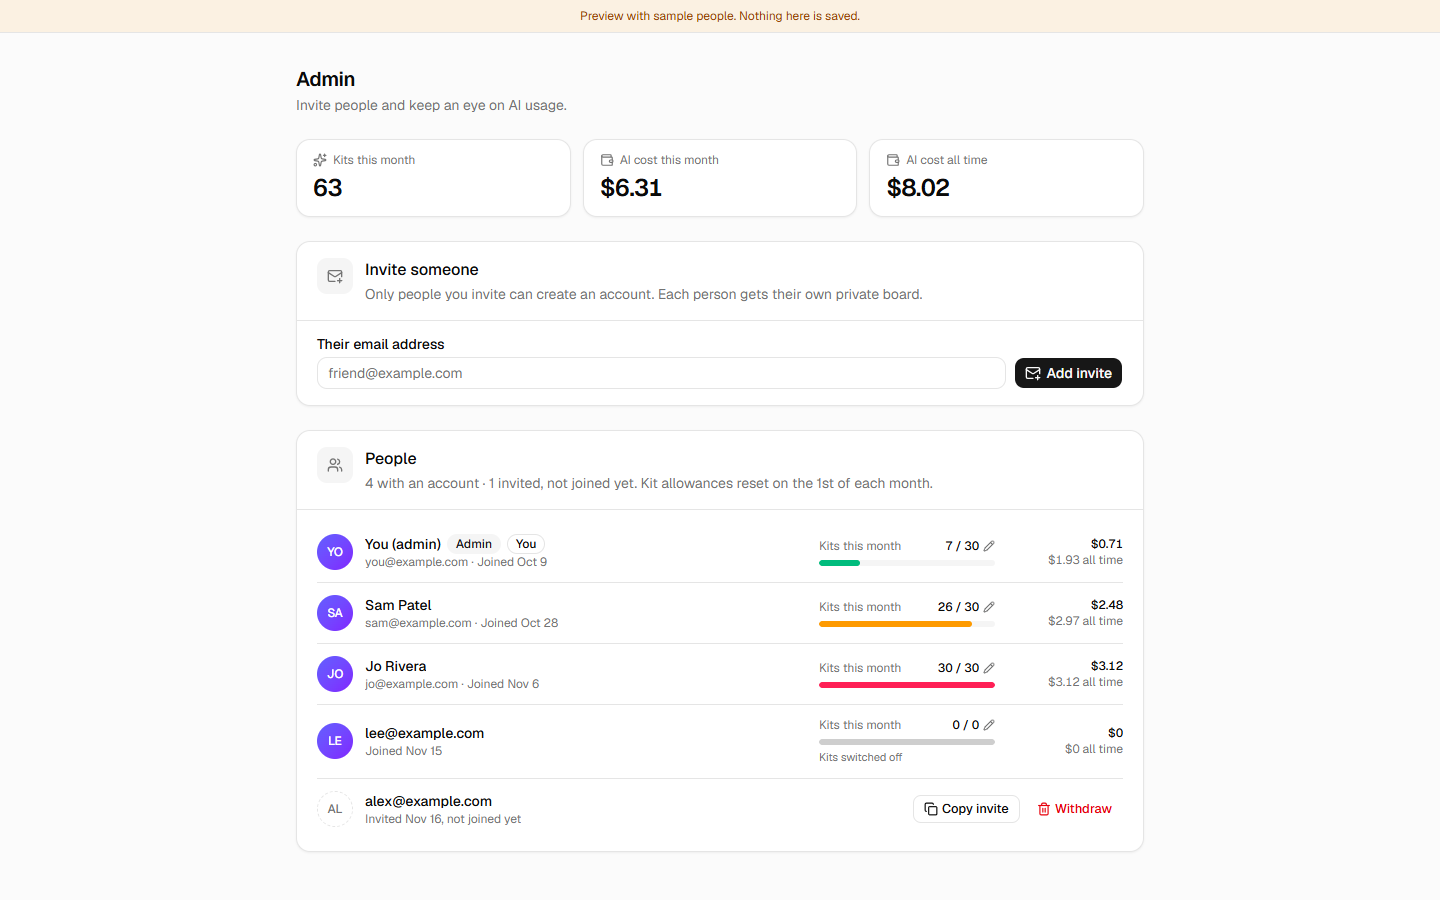 Preview with sample people. Nothing here is saved.
Admin
Invite people and keep an eye on AI usage.
Kits this month
63
AI cost this month
$6.31
AI cost all time
$8.02
Invite someone
Only people you invite can create an account. Each person gets their own private board.
Their email address
friend@example.com
Add invite
People
4 with an account · 1 invited, not joined yet. Kit allowances reset on the 1st of each month.
YO
You (admin) Admin You
you@example.com · Joined Oct 9
Kits this month 7 / 30
$0.71
$1.93 all time
SA
Sam Patel
sam@example.com · Joined Oct 28
Kits this month 26 / 30
$2.48
$2.97 all time
JO
Jo Rivera
jo@example.com · Joined Nov 6
Kits this month 30 / 30
$3.12
$3.12 all time
LE
lee@example.com
Joined Nov 15
Kits this month 0 / 0
Kits switched off
$0
$0 all time
AL
alex@example.com
Invited Nov 16, not joined yet
Copy invite
Withdraw